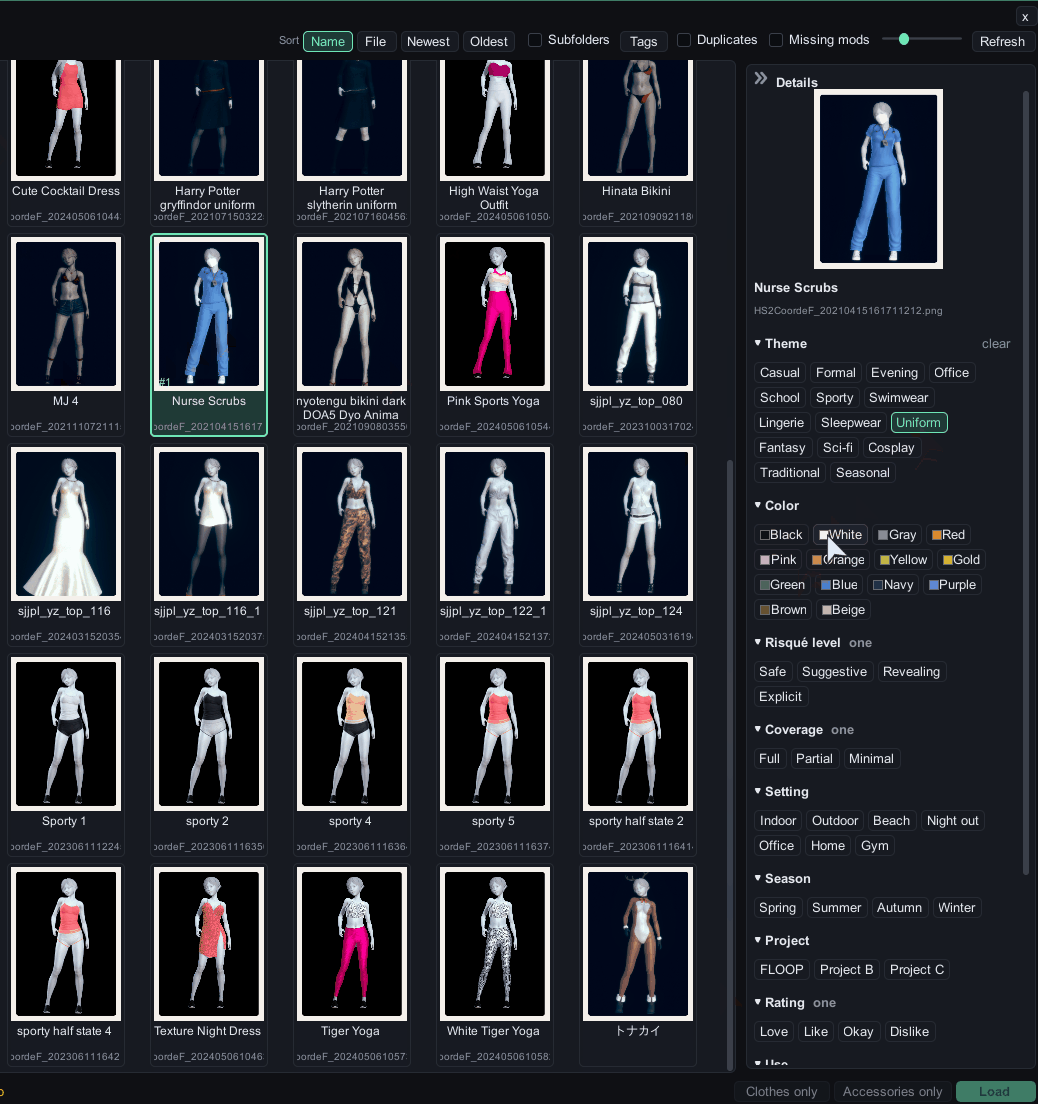 x
Sort Name File Newest Oldest Subfolders Tags Duplicates Missing mods Refresh
Cute Cocktail Dress
Harry Potter
gryffindor uniform
Harry Potter
slytherin uniform
High Waist Yoga
Outfit
Hinata Bikini
MJ 4
#1
Nurse Scrubs
nyotengu bikini dark
DOA5 Dyo Anima
Pink Sports Yoga
sjjpl_yz_top_080
sjjpl_yz_top_116
sjjpl_yz_top_116_1
sjjpl_yz_top_121
sjjpl_yz_top_122_1
sjjpl_yz_top_124
Sporty 1
sporty 2
sporty 4
sporty 5
sporty half state 2
sporty half state 4
Texture Night Dress
Tiger Yoga
White Tiger Yoga
トナカイ
Details
Nurse Scrubs
HS2CoordeF_20210415161711212.png
Theme clear
Casual Formal Evening Office
School Sporty Swimwear
Lingerie Sleepwear Uniform
Fantasy Sci-fi Cosplay
Traditional Seasonal
Color
Black White Gray Red
Pink Orange Yellow Gold
Green Blue Navy Purple
Brown Beige
Risqué level one
Safe Suggestive Revealing
Explicit
Coverage one
Full Partial Minimal
Setting
Indoor Outdoor Beach Night out
Office Home Gym
Season
Spring Summer Autumn Winter
Project
FLOOP Project B Project C
Rating one
Love Like Okay Dislike
Use
Clothes only Accessories only Load